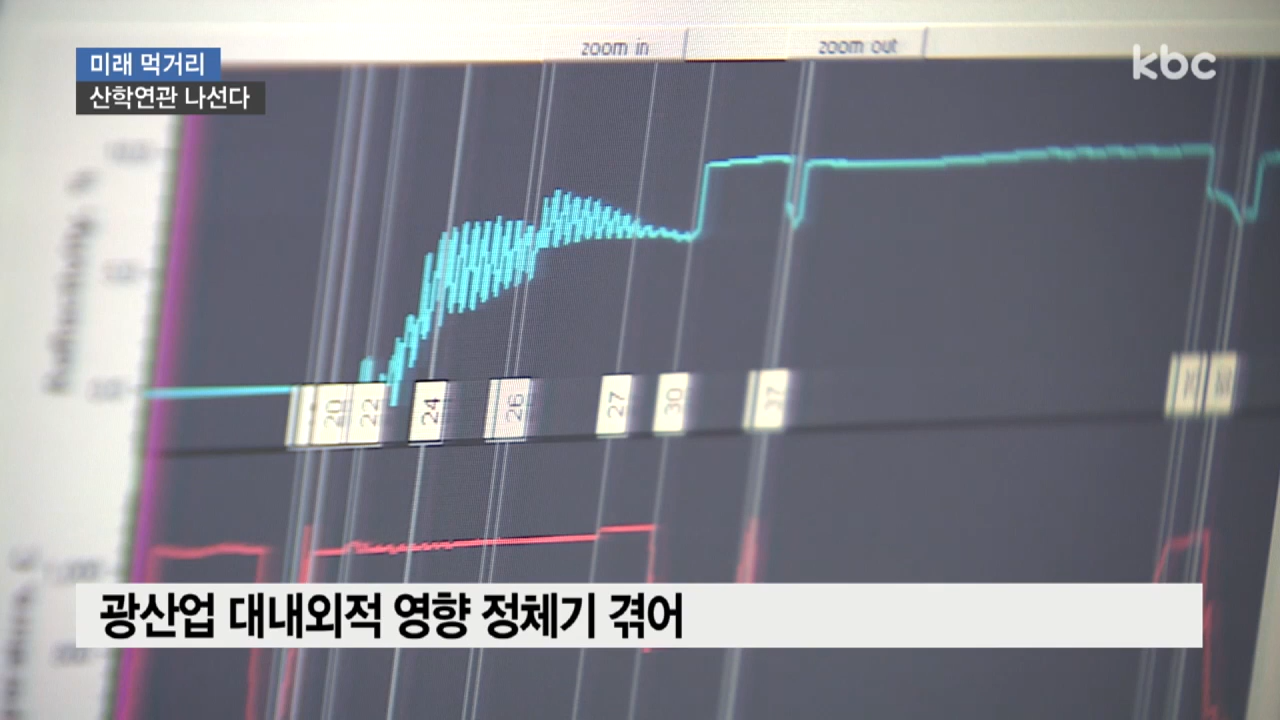 zoom in
zoom out
kbc
미래 먹거리
산학연관 나선다
20
22
24
26
27
30
37
광산업 대내외적 영향 정체기 겪어